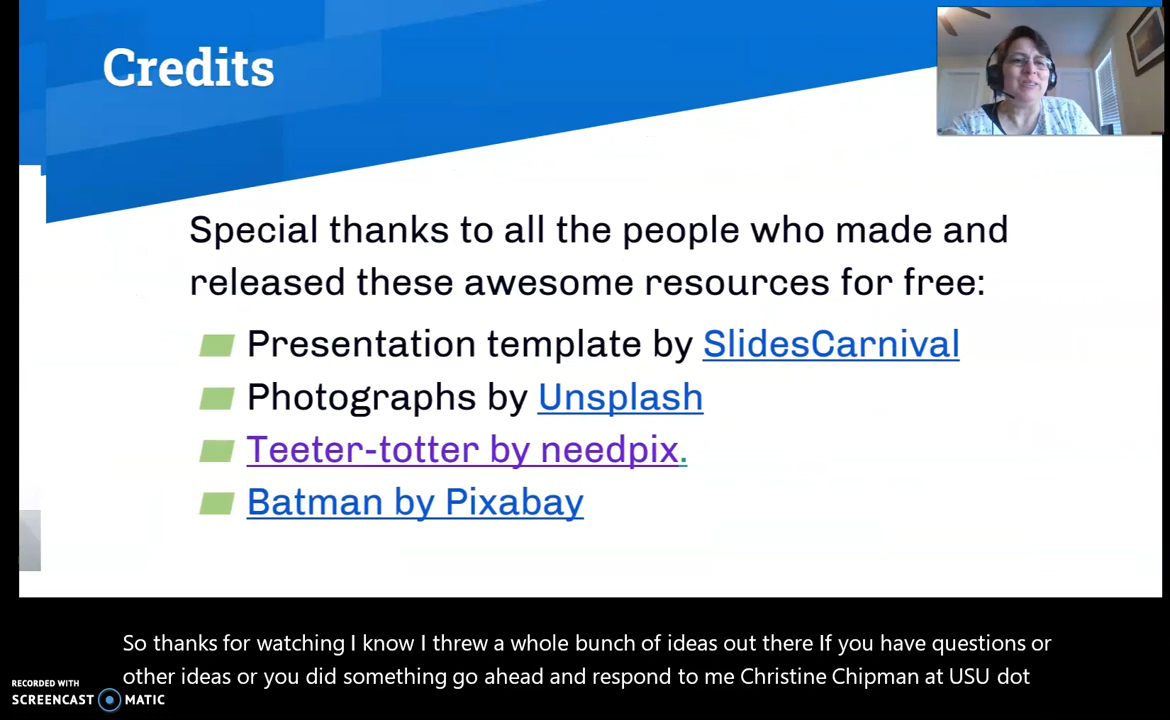 Credits
Special thanks to all the people who made and
released these awesome resources for free:
Presentation template by SlidesCarnival
Photographs by Unsplash
Teeter-totter by needpix.
Batman by Pixabay
So thanks for watching I know I threw a whole bunch of ideas out there If you have questions or
other ideas or you did something go ahead and respond to me Christine Chipman at USU dot
RECORDED WITH
SCREENCAST MATIC